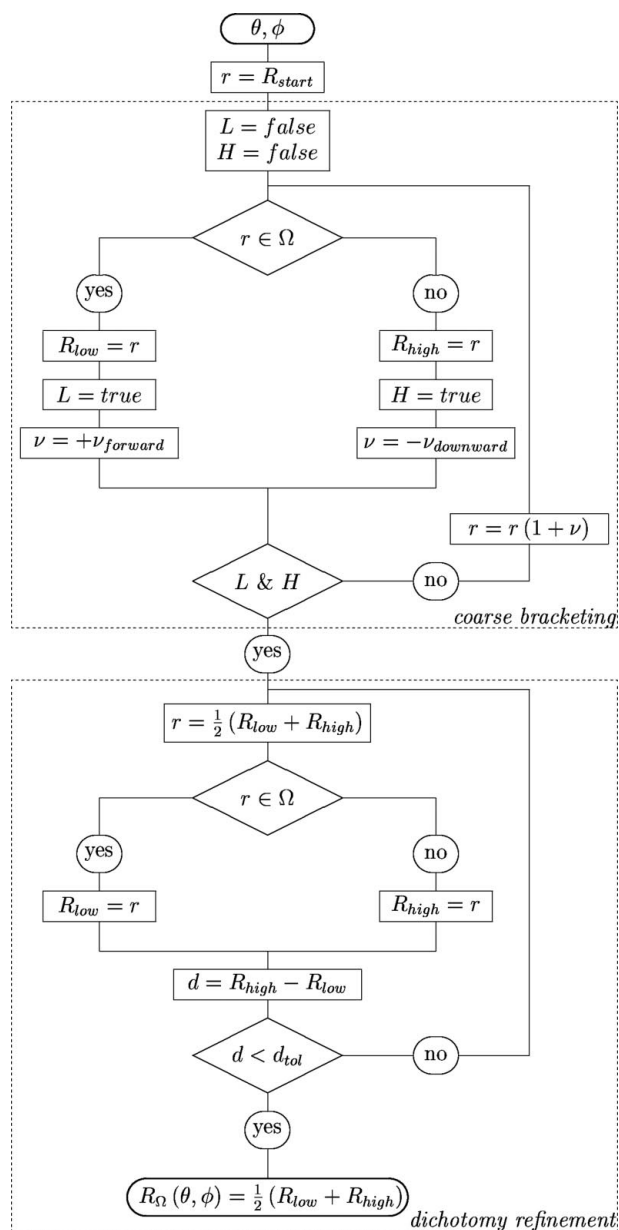 θ, ϕ
r = R_start
L = false
H = false
r ∈ Ω
yes
no
R_low = r
R_high = r
L = true
H = true
ν = +ν_forward
ν = −ν_downward
r = r (1 + ν)
L & H
no
coarse bracketing
yes
r = ½ (R_low + R_high)
r ∈ Ω
yes
no
R_low = r
R_high = r
d = R_high − R_low
d < d_tol
no
yes
R_Ω (θ, ϕ) = ½ (R_low + R_high)
dichotomy refinement